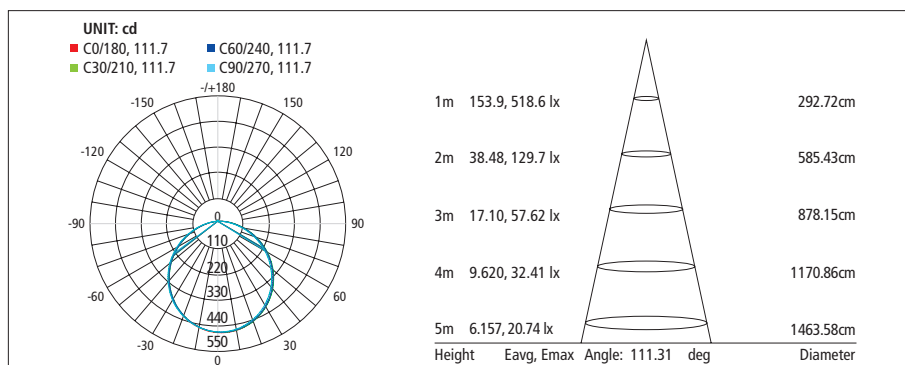 UNIT: cd
C0/180, 111.7 C60/240, 111.7
C30/210, 111.7 C90/270, 111.7
-/+180
-150 150
-120 120
-90 90
-60 60
-30 30
0
0
110
220
330
440
550
1m 153.9, 518.6 lx 292.72cm
2m 38.48, 129.7 lx 585.43cm
3m 17.10, 57.62 lx 878.15cm
4m 9.620, 32.41 lx 1170.86cm
5m 6.157, 20.74 lx 1463.58cm
Height Eavg, Emax Angle: 111.31 deg Diameter